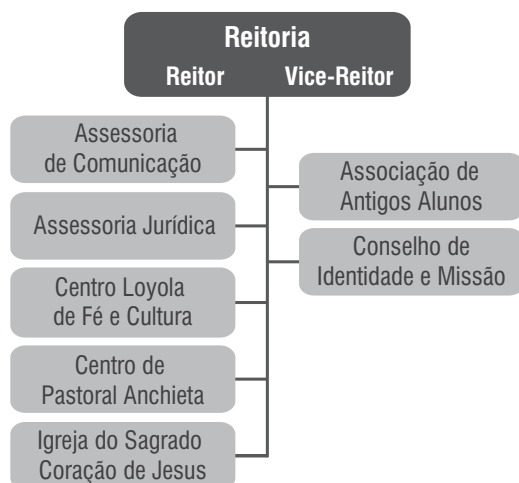 Reitoria
Reitor Vice-Reitor
Assessoria
de Comunicação
Assessoria Jurídica
Centro Loyola
de Fé e Cultura
Centro de
Pastoral Anchieta
Igreja do Sagrado
Coração de Jesus
Associação de
Antigos Alunos
Conselho de
Identidade e Missão